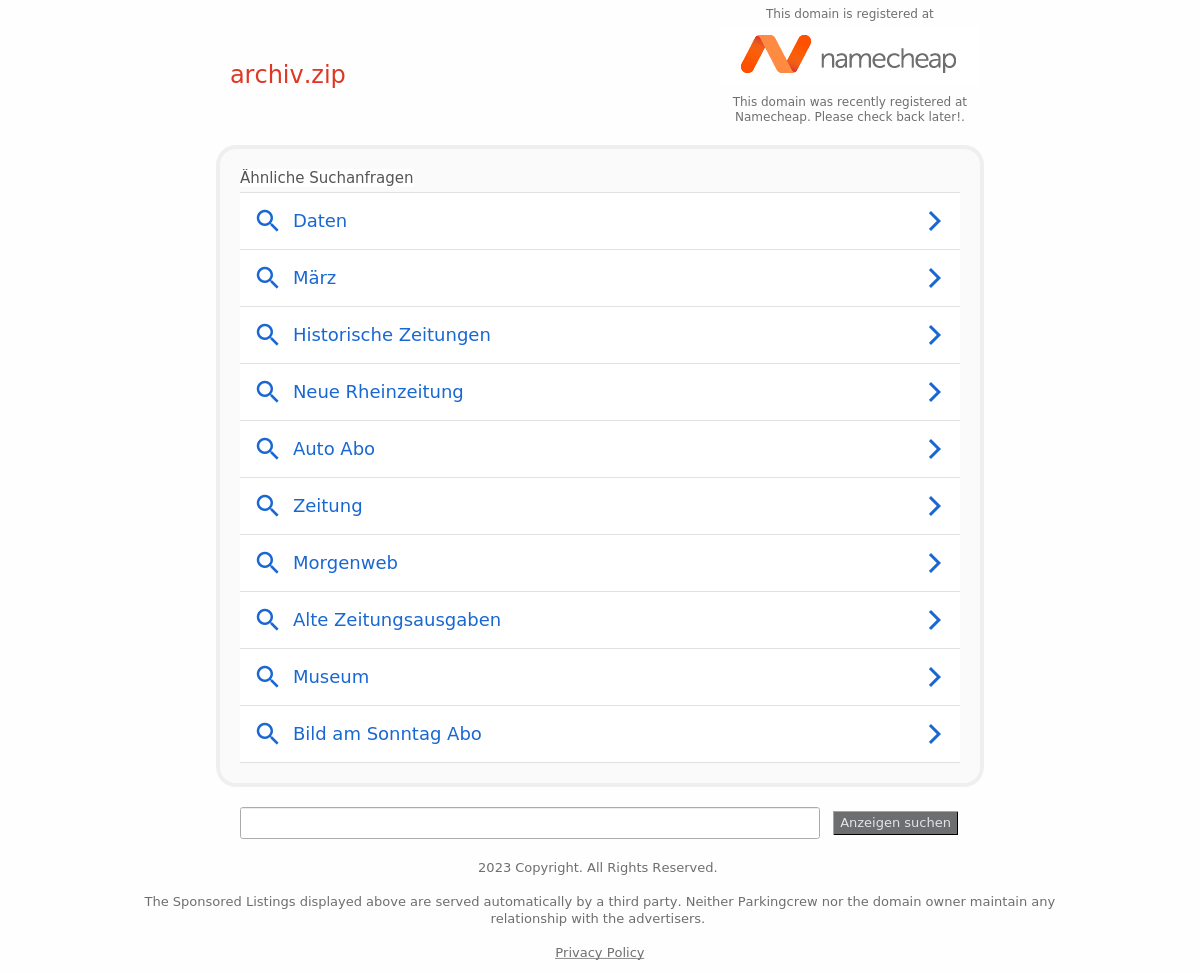 This domain is registered at
namecheap
archiv.zip
This domain was recently registered at
Namecheap. Please check back later!.
Ähnliche Suchanfragen
Daten
März
Historische Zeitungen
Neue Rheinzeitung
Auto Abo
Zeitung
Morgenweb
Alte Zeitungsausgaben
Museum
Bild am Sonntag Abo
Anzeigen suchen
2023 Copyright. All Rights Reserved.
The Sponsored Listings displayed above are served automatically by a third party. Neither Parkingcrew nor the domain owner maintain any
relationship with the advertisers.
Privacy Policy